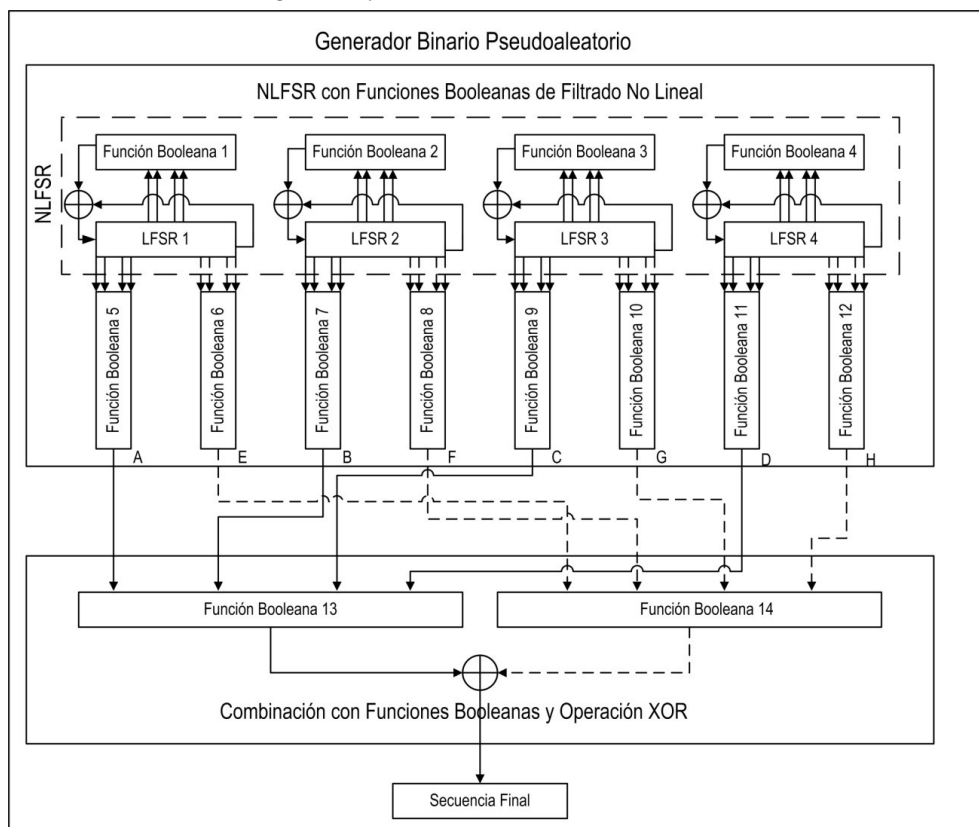 Generador Binario Pseudoaleatorio
NLFSR con Funciones Booleanas de Filtrado No Lineal
NLFSR
Función Booleana 1
Función Booleana 2
Función Booleana 3
Función Booleana 4
LFSR 1
LFSR 2
LFSR 3
LFSR 4
Función Booleana 5
Función Booleana 6
Función Booleana 7
Función Booleana 8
Función Booleana 9
Función Booleana 10
Función Booleana 11
Función Booleana 12
A
E
B
F
C
G
D
H
Función Booleana 13
Función Booleana 14
Combinación con Funciones Booleanas y Operación XOR
Secuencia Final